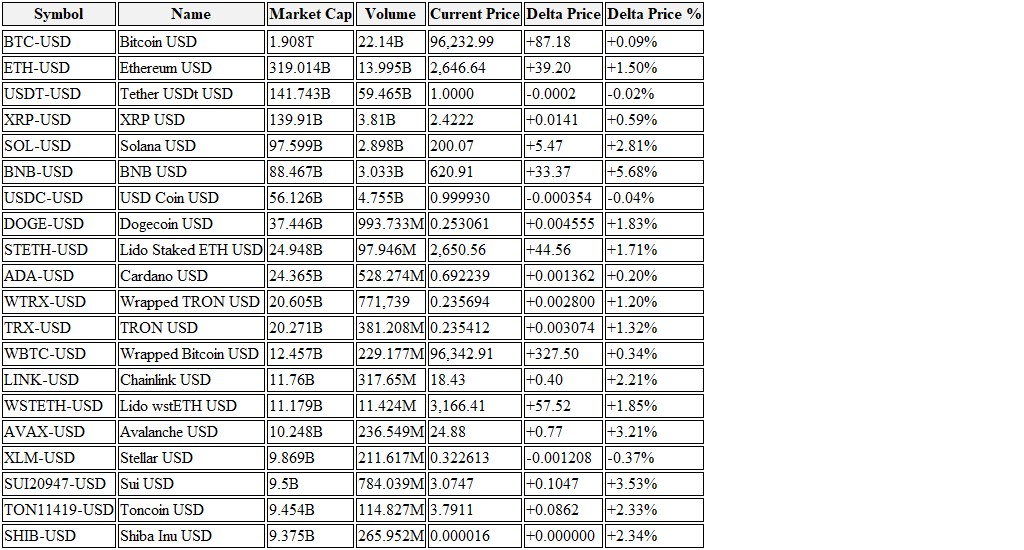 Symbol Name Market Cap Volume Current Price Delta Price Delta Price %
BTC-USD Bitcoin USD 1.908T 22.14B 96,232.99 +87.18 +0.09%
ETH-USD Ethereum USD 319.014B 13.995B 2,646.64 +39.20 +1.50%
USDT-USD Tether USDt USD 141.743B 59.465B 1.0000 -0.0002 -0.02%
XRP-USD XRP USD 139.91B 3.81B 2.4222 +0.0141 +0.59%
SOL-USD Solana USD 97.599B 2.898B 200.07 +5.47 +2.81%
BNB-USD BNB USD 88.467B 3.033B 620.91 +33.37 +5.68%
USDC-USD USD Coin USD 56.126B 4.755B 0.999930 -0.000354 -0.04%
DOGE-USD Dogecoin USD 37.446B 993.733M 0.253061 +0.004555 +1.83%
STETH-USD Lido Staked ETH USD 24.948B 97.946M 2,650.56 +44.56 +1.71%
ADA-USD Cardano USD 24.365B 528.274M 0.692239 +0.001362 +0.20%
WTRX-USD Wrapped TRON USD 20.605B 771,739 0.235694 +0.002800 +1.20%
TRX-USD TRON USD 20.271B 381.208M 0.235412 +0.003074 +1.32%
WBTC-USD Wrapped Bitcoin USD 12.457B 229.177M 96,342.91 +327.50 +0.34%
LINK-USD Chainlink USD 11.76B 317.65M 18.43 +0.40 +2.21%
WSTETH-USD Lido wstETH USD 11.179B 11.424M 3,166.41 +57.52 +1.85%
AVAX-USD Avalanche USD 10.248B 236.549M 24.88 +0.77 +3.21%
XLM-USD Stellar USD 9.869B 211.617M 0.322613 -0.001208 -0.37%
SUI20947-USD Sui USD 9.5B 784.039M 3.0747 +0.1047 +3.53%
TON11419-USD Toncoin USD 9.454B 114.827M 3.7911 +0.0862 +2.33%
SHIB-USD Shiba Inu USD 9.375B 265.952M 0.000016 +0.000000 +2.34%